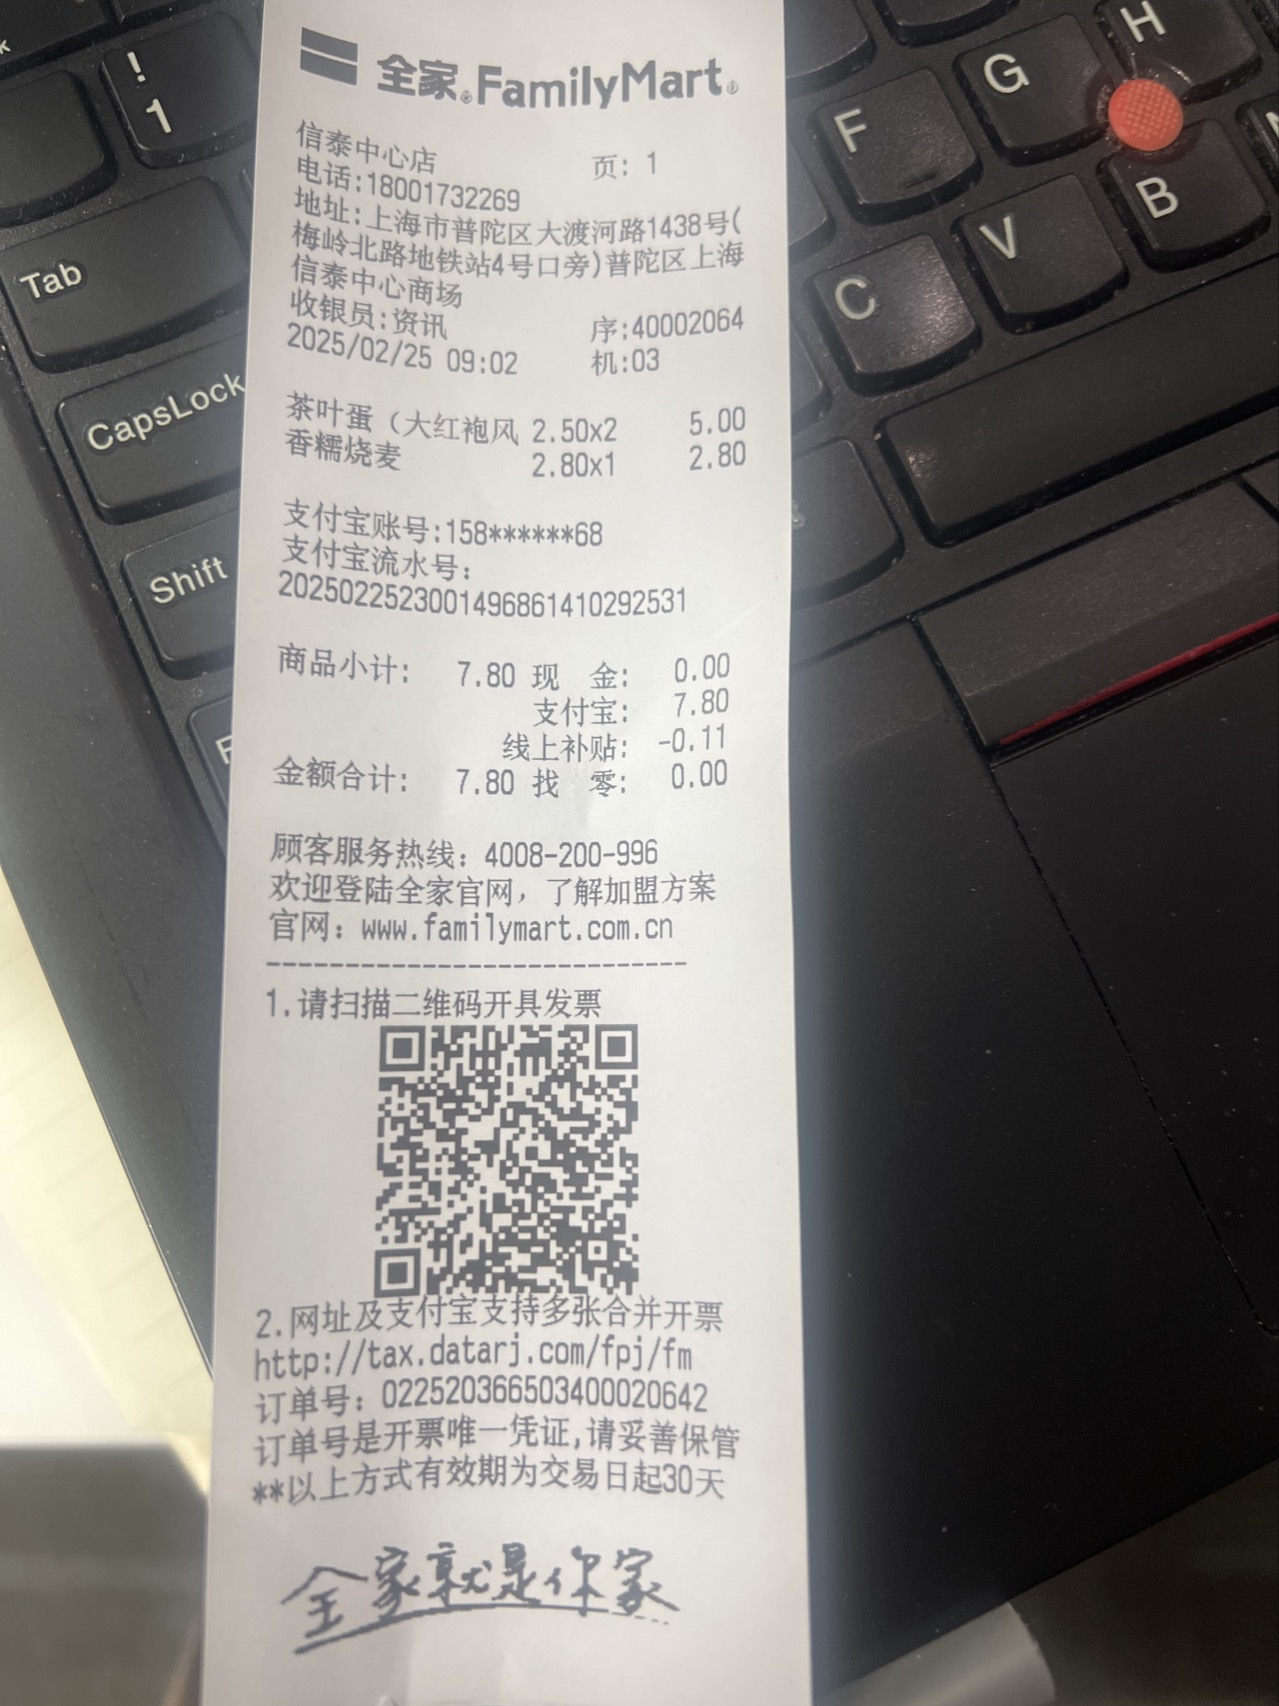 全家FamilyMart
信泰中心店 页: 1
电话:18001732269
地址:上海市普陀区大渡河路1438号(
梅岭北路地铁站4号口旁)普陀区上海
信泰中心商场
收银员:资讯 序:40002064
2025/02/25 09:02 机:03
茶叶蛋（大红袍风 2.50x2 5.00
香糯烧麦 2.80x1 2.80
支付宝账号:158******68
支付宝流水号:
2025022523001496861410292531
商品小计: 7.80 现 金: 0.00
支付宝: 7.80
线上补贴: -0.11
金额合计: 7.80 找 零: 0.00
顾客服务热线: 4008-200-996
欢迎登陆全家官网，了解加盟方案
官网: www.familymart.com.cn
---------------------------
1.请扫描二维码开具发票
2.网址及支付宝支持多张合并开票
http://tax.datarj.com/fpj/fm
订单号: 022520366503400020642
订单号是开票唯一凭证,请妥善保管
**以上方式有效期为交易日起30天
全家就是你家
! 1
Tab
CapsLock
Shift
F
G
H
C
V
B